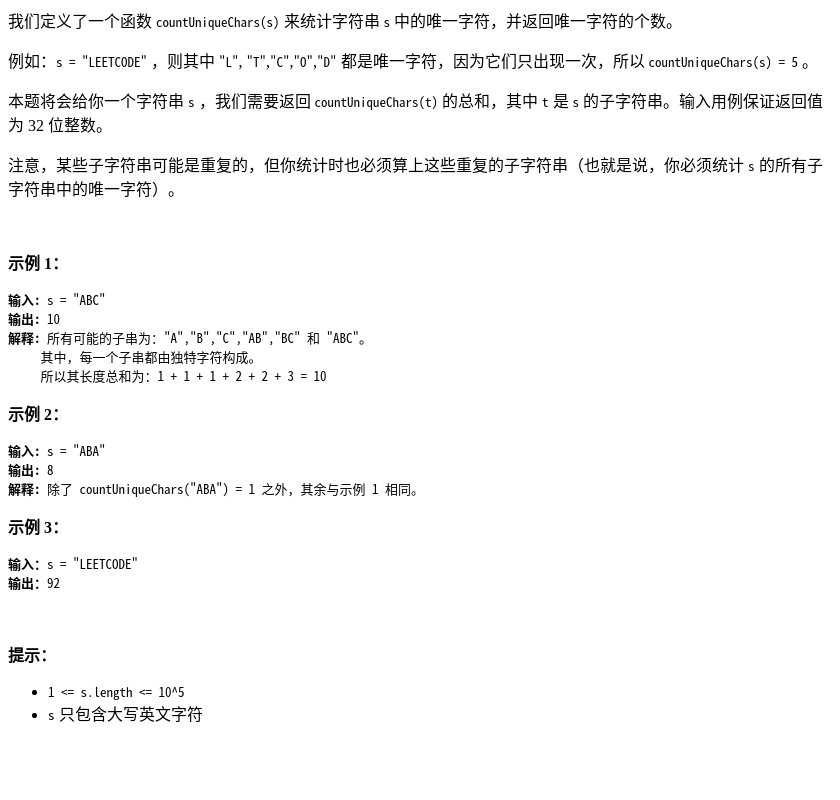 我们定义了一个函数 countUniqueChars(s) 来统计字符串 s 中的唯一字符，并返回唯一字符的个数。
例如：s = "LEETCODE" ，则其中 "L", "T","C","O","D" 都是唯一字符，因为它们只出现一次，所以 countUniqueChars(s) = 5 。
本题将会给你一个字符串 s ，我们需要返回 countUniqueChars(t) 的总和，其中 t 是 s 的子字符串。输入用例保证返回值
为 32 位整数。
注意，某些子字符串可能是重复的，但你统计时也必须算上这些重复的子字符串（也就是说，你必须统计 s 的所有子
字符串中的唯一字符）。
示例 1：
输入: s = "ABC"
输出: 10
解释: 所有可能的子串为："A","B","C","AB","BC" 和 "ABC"。
其中，每一个子串都由独特字符构成。
所以其长度总和为：1 + 1 + 1 + 2 + 2 + 3 = 10
示例 2：
输入: s = "ABA"
输出: 8
解释: 除了 countUniqueChars("ABA") = 1 之外，其余与示例 1 相同。
示例 3：
输入：s = "LEETCODE"
输出：92
提示：
• 1 <= s.length <= 10^5
• s 只包含大写英文字符